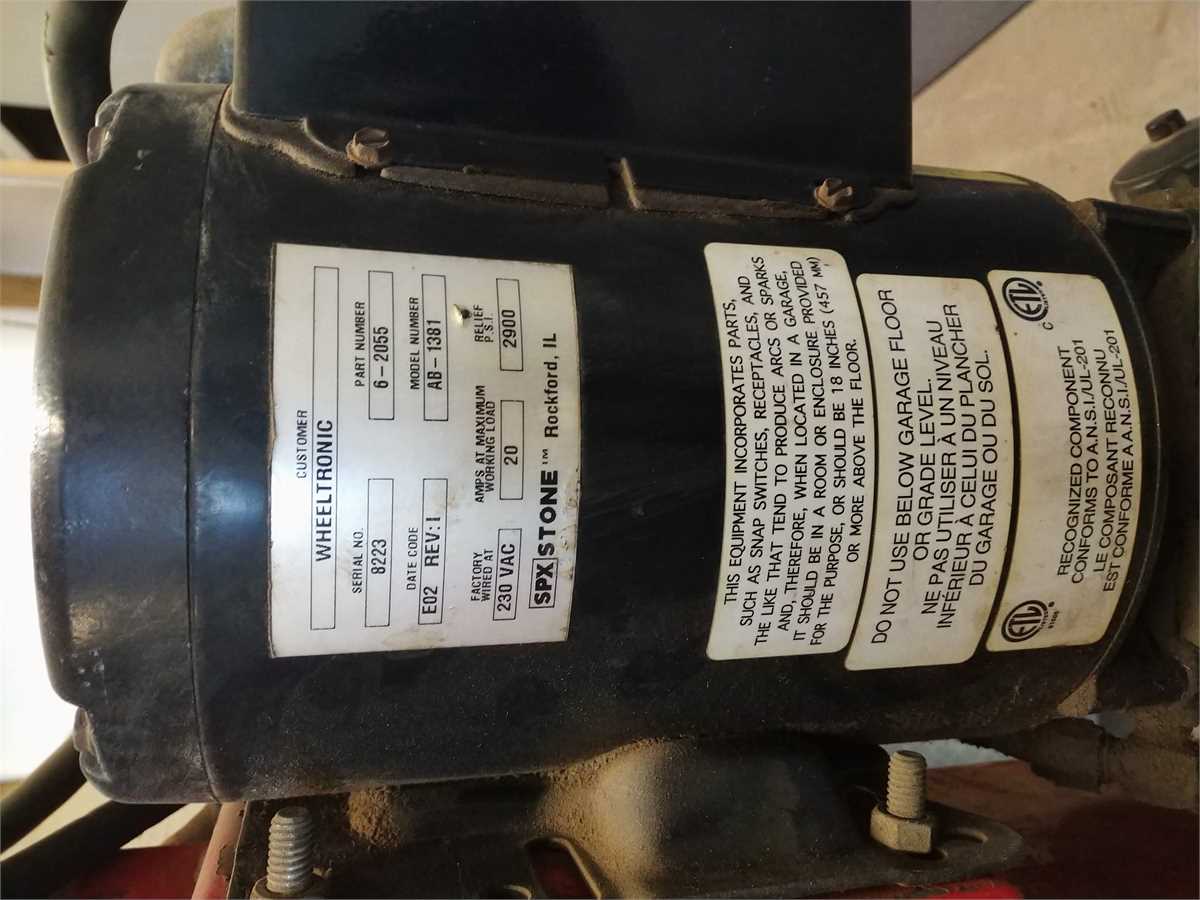 CUSTOMER
WHEELTRONIC
SERIAL NO.
PART NUMBER
8223
6-2055
DATE CODE
MODEL NUMBER
E02 REV:I
AB-1381
FACTORY WIRED AT
AMPS AT MAXIMUM WORKING LOAD
RELIEF P.S.I.
230 VAC
20
2900
SPX STONE™ Rockford, IL
THIS EQUIPMENT INCORPORATES PARTS,
SUCH AS SNAP SWITCHES, RECEPTACLES, AND
THE LIKE THAT TEND TO PRODUCE ARCS OR SPARKS
AND, THEREFORE, WHEN LOCATED IN A GARAGE,
IT SHOULD BE IN A ROOM OR ENCLOSURE PROVIDED
FOR THE PURPOSE, OR SHOULD BE 18 INCHES (457 MM)
OR MORE ABOVE THE FLOOR.
DO NOT USE BELOW GARAGE FLOOR
OR GRADE LEVEL.
NE PAS UTILISER À UN NIVEAU
INFÉRIEUR À CELUI DU PLANCHER
DU GARAGE OU DU SOL.
ETL
C ETL
RECOGNIZED COMPONENT
CONFORMS TO A.N.S.I./UL-201
LE COMPOSANT RECONNU
EST CONFORME A A.N.S.I./UL-201